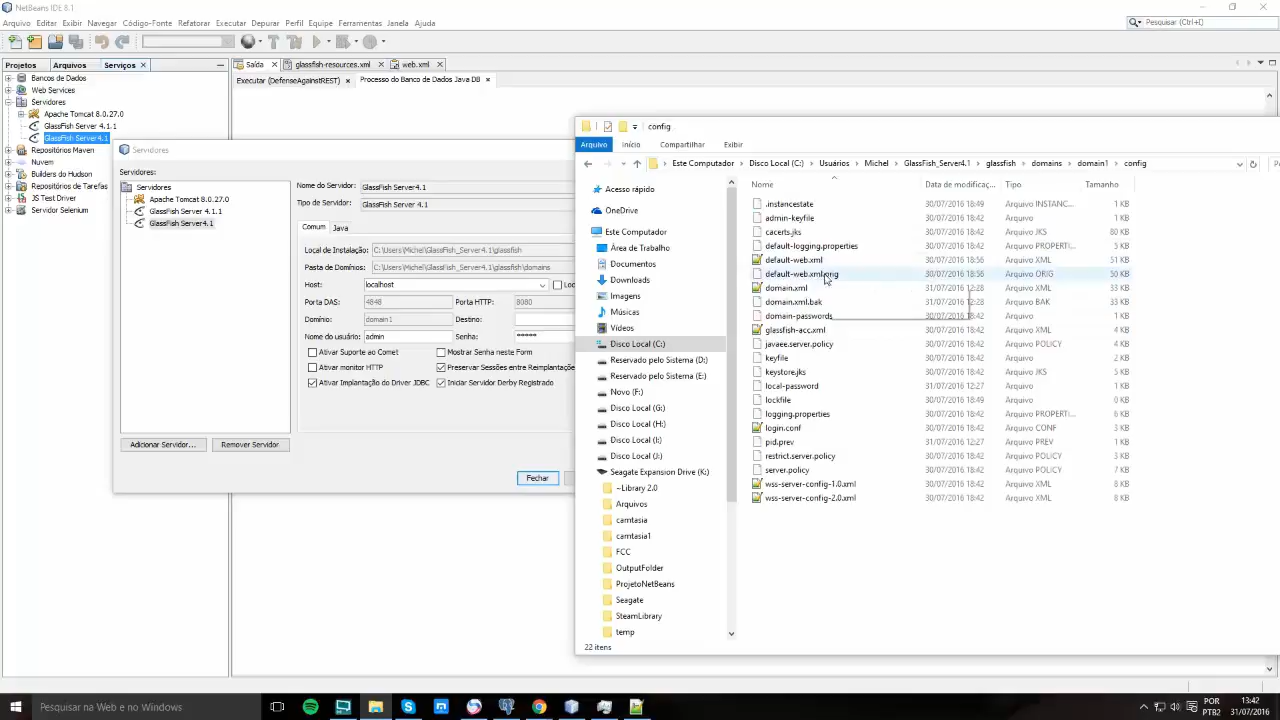 NetBeans IDE 8.1
Arquivo Editar Exibir Navegar Código-Fonte Refatorar Executar Depurar Perfil Equipe Ferramentas Janela Ajuda
Pesquisar (Ctrl+I)
Projetos Arquivos Serviços
Saída glassfish-resources.xml web.xml
Executar (DefenseAgainstREST) Processo do Banco de Dados Java DB
Bancos de Dados
Web Services
Servidores
Apache Tomcat 8.0.27.0
GlassFish Server 4.1.1
GlassFish Server4.1
Repositórios Maven
Nuvem
Builders do Hudson
Repositórios de Tarefas
JS Test Driver
Servidor Selenium
Servidores
Servidores:
Servidores
Apache Tomcat 8.0.27.0
GlassFish Server 4.1.1
GlassFish Server4.1
Adicionar Servidor... Remover Servidor
Nome do Servidor: GlassFish Server4.1
Tipo de Servidor: GlassFish Server 4.1
Comum Java
Local de Instalação: C:\Users\Michel\GlassFish_Server4.1\glassfish
Pasta de Domínios: C:\Users\Michel\GlassFish_Server4.1\glassfish\domains
Host: localhost
Porta DAS: 4848 Porta HTTP: 8080
Domínio: domain1 Destino:
Nome do usuário: admin Senha: *****
Ativar Suporte ao Comet Mostrar Senha neste Form
Ativar monitor HTTP Preservar Sessões entre Reimplantaçõe
Ativar Implantação do Driver JDBC Iniciar Servidor Derby Registrado
Fechar
config
Arquivo Início Compartilhar Exibir
Este Computador Disco Local (C:) Usuários Michel GlassFish_Server4.1 glassfish domains domain1 config
Acesso rápido
OneDrive
Este Computador
Área de Trabalho
Documentos
Downloads
Imagens
Músicas
Vídeos
Disco Local (C:)
Reservado pelo Sistema (D:)
Reservado pelo Sistema (E:)
Novo (F:)
Disco Local (G:)
Disco Local (H:)
Disco Local (I:)
Disco Local (J:)
Seagate Expansion Drive (K:)
~Library 2.0
Arquivos
camtasia
camtasia1
FCC
OutputFolder
ProjetoNetBeans
Seagate
SteamLibrary
temp
Nome Data de modificaç... Tipo Tamanho
.instancestate 30/07/2016 18:49 Arquivo INSTANC... 1 KB
admin-keyfile 30/07/2016 18:42 Arquivo 1 KB
cacerts.jks 30/07/2016 18:42 Arquivo JKS 80 KB
default-logging.properties 30/07/2016 18:42 Arquivo PROPERTI... 6 KB
default-web.xml 30/07/2016 18:56 Arquivo XML 51 KB
default-web.xml.orig 30/07/2016 18:56 Arquivo ORIG 50 KB
domain.xml 31/07/2016 12:28 Arquivo XML 33 KB
domain.xml.bak 31/07/2016 12:28 Arquivo BAK 33 KB
domain-passwords 30/07/2016 18:42 Arquivo 1 KB
glassfish-acc.xml 30/07/2016 18:42 Arquivo XML 4 KB
javaee.server.policy 30/07/2016 18:42 Arquivo POLICY 4 KB
keyfile 30/07/2016 18:42 Arquivo 2 KB
keystore.jks 30/07/2016 18:42 Arquivo JKS 5 KB
local-password 31/07/2016 12:27 Arquivo 1 KB
lockfile 30/07/2016 18:49 Arquivo 0 KB
logging.properties 30/07/2016 18:42 Arquivo PROPERTI... 6 KB
login.conf 30/07/2016 18:42 Arquivo CONF 2 KB
pid.prev 31/07/2016 12:27 Arquivo PREV 1 KB
restrict.server.policy 30/07/2016 18:42 Arquivo POLICY 3 KB
server.policy 30/07/2016 18:42 Arquivo POLICY 7 KB
wss-server-config-1.0.xml 30/07/2016 18:42 Arquivo XML 8 KB
wss-server-config-2.0.xml 30/07/2016 18:42 Arquivo XML 8 KB
22 itens
Pesquisar na Web e no Windows
POR
PTB2
13:42
31/07/2016